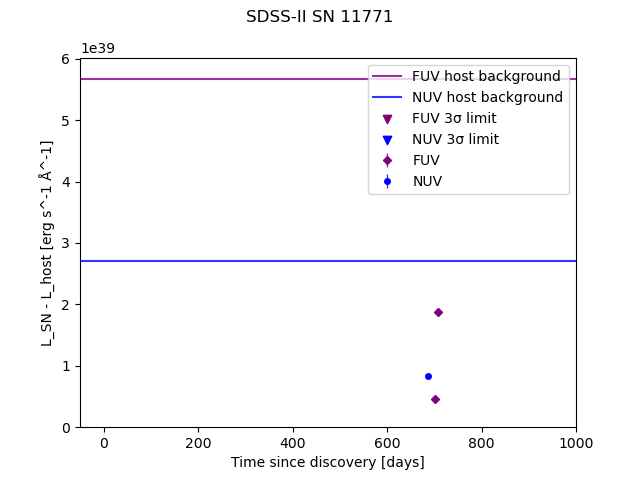 SDSS-II SN 11771
1e39
6
5
4
3
2
1
0
L_SN - L_host [erg s^-1 Å^-1]
FUV host background
NUV host background
FUV 3σ limit
NUV 3σ limit
FUV
NUV
0 200 400 600 800 1000
Time since discovery [days]